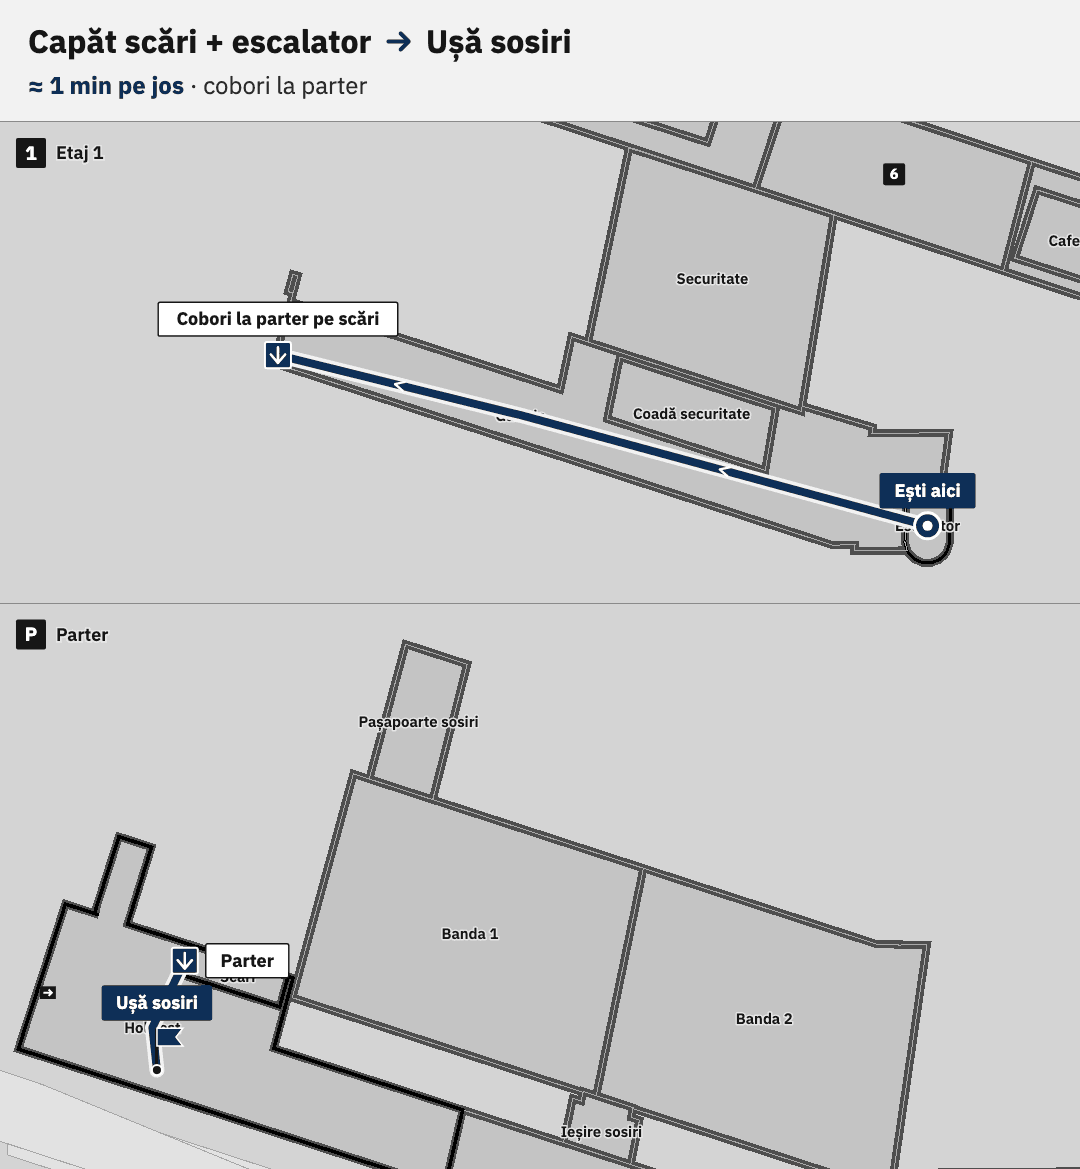 Capăt scări + escalator → Ușă sosiri
≈ 1 min pe jos · cobori la parter
1 Etaj 1
6
Cafe
Securitate
Cobori la parter pe scări
Coadă securitate
Ești aici
P Parter
Pașapoarte sosiri
Banda 1
Parter
Scări
Ușă sosiri
Banda 2
Ieșire sosiri